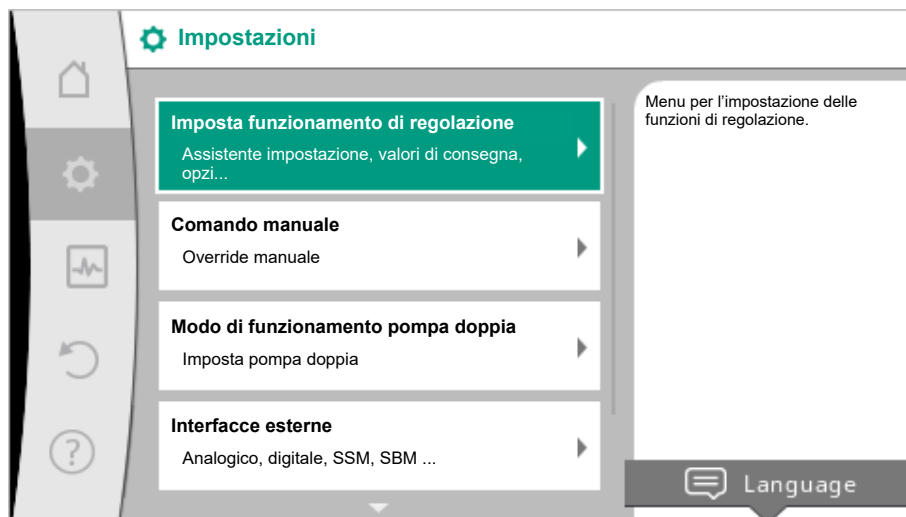 Impostazioni
Imposta funzionamento di regolazione
Assistente impostazione, valori di consegna,
opzi...
Comando manuale
Override manuale
Modo di funzionamento pompa doppia
Imposta pompa doppia
Interfacce esterne
Analogico, digitale, SSM, SBM ...
Menu per l'impostazione delle
funzioni di regolazione.
?
Language